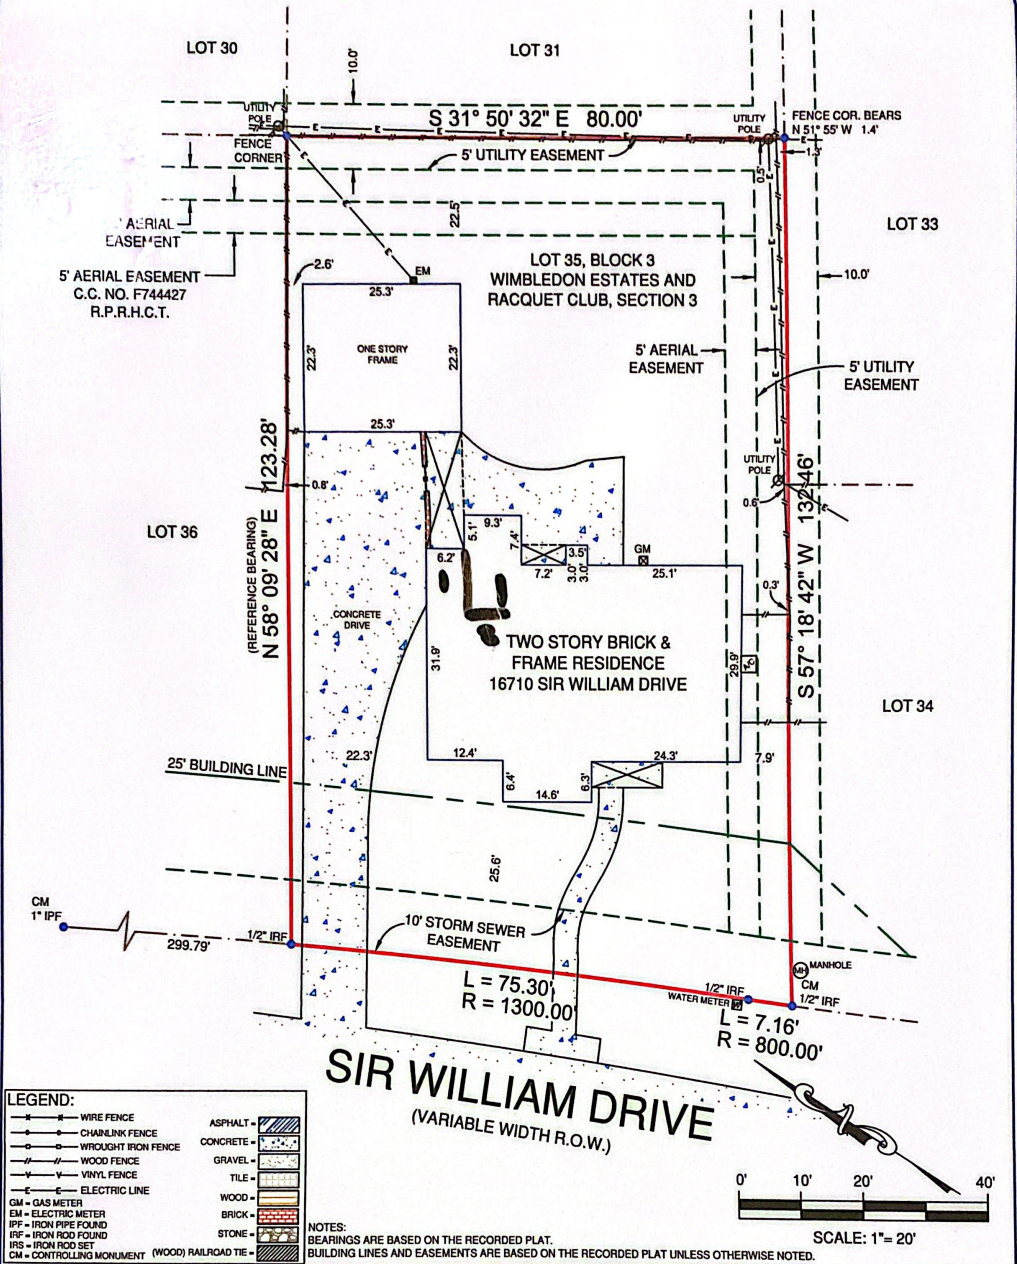 LOT 30
LOT 31
10.0'
UTILITY
POLE
S 31° 50' 32" E 80.00'
UTILITY
POLE
FENCE COR. BEARS
N 51° 55' W 1.4'
FENCE
CORNER
5' UTILITY EASEMENT
1.3'
0.5'
22.5'
AERIAL
EASEMENT
LOT 33
5' AERIAL EASEMENT
C.C. NO. F744427
R.P.R.H.C.T.
2.6'
EM
25.3'
LOT 35, BLOCK 3
WIMBLEDON ESTATES AND
RACQUET CLUB, SECTION 3
10.0'
22.3'
ONE STORY
FRAME
22.3'
5' AERIAL
EASEMENT
5' UTILITY
EASEMENT
25.3'
UTILITY
POLE
0.8'
0.6'
LOT 36
(REFERENCE BEARING)
N 58° 09' 28" E 123.28'
S 57° 18' 42" W 132.46'
9.3'
5.1'
7.4'
6.2'
3.5'
7.2'
3.0'
3.0'
GM
25.1'
0.3'
CONCRETE
DRIVE
31.9'
TWO STORY BRICK &
FRAME RESIDENCE
16710 SIR WILLIAM DRIVE
29.9'
LOT 34
22.3'
12.4'
24.3'
7.9'
25' BUILDING LINE
6.4'
14.6'
6.3'
25.6'
CM
1" IPF
299.79'
1/2" IRF
10' STORM SEWER
EASEMENT
MH
MANHOLE
CM
1/2" IRF
L = 75.30'
R = 1300.00'
1/2" IRF
WATER METER
L = 7.16'
R = 800.00'
SIR WILLIAM DRIVE
(VARIABLE WIDTH R.O.W.)
LEGEND:
WIRE FENCE
CHAINLINK FENCE
WROUGHT IRON FENCE
WOOD FENCE
VINYL FENCE
ELECTRIC LINE
GM = GAS METER
EM = ELECTRIC METER
IPF = IRON PIPE FOUND
IRF = IRON ROD FOUND
IRS = IRON ROD SET
CM = CONTROLLING MONUMENT
ASPHALT =
CONCRETE =
GRAVEL =
TILE =
WOOD =
BRICK =
STONE =
(WOOD) RAILROAD TIE =
NOTES:
BEARINGS ARE BASED ON THE RECORDED PLAT.
BUILDING LINES AND EASEMENTS ARE BASED ON THE RECORDED PLAT UNLESS OTHERWISE NOTED.
0' 10' 20' 40'
SCALE: 1"= 20'